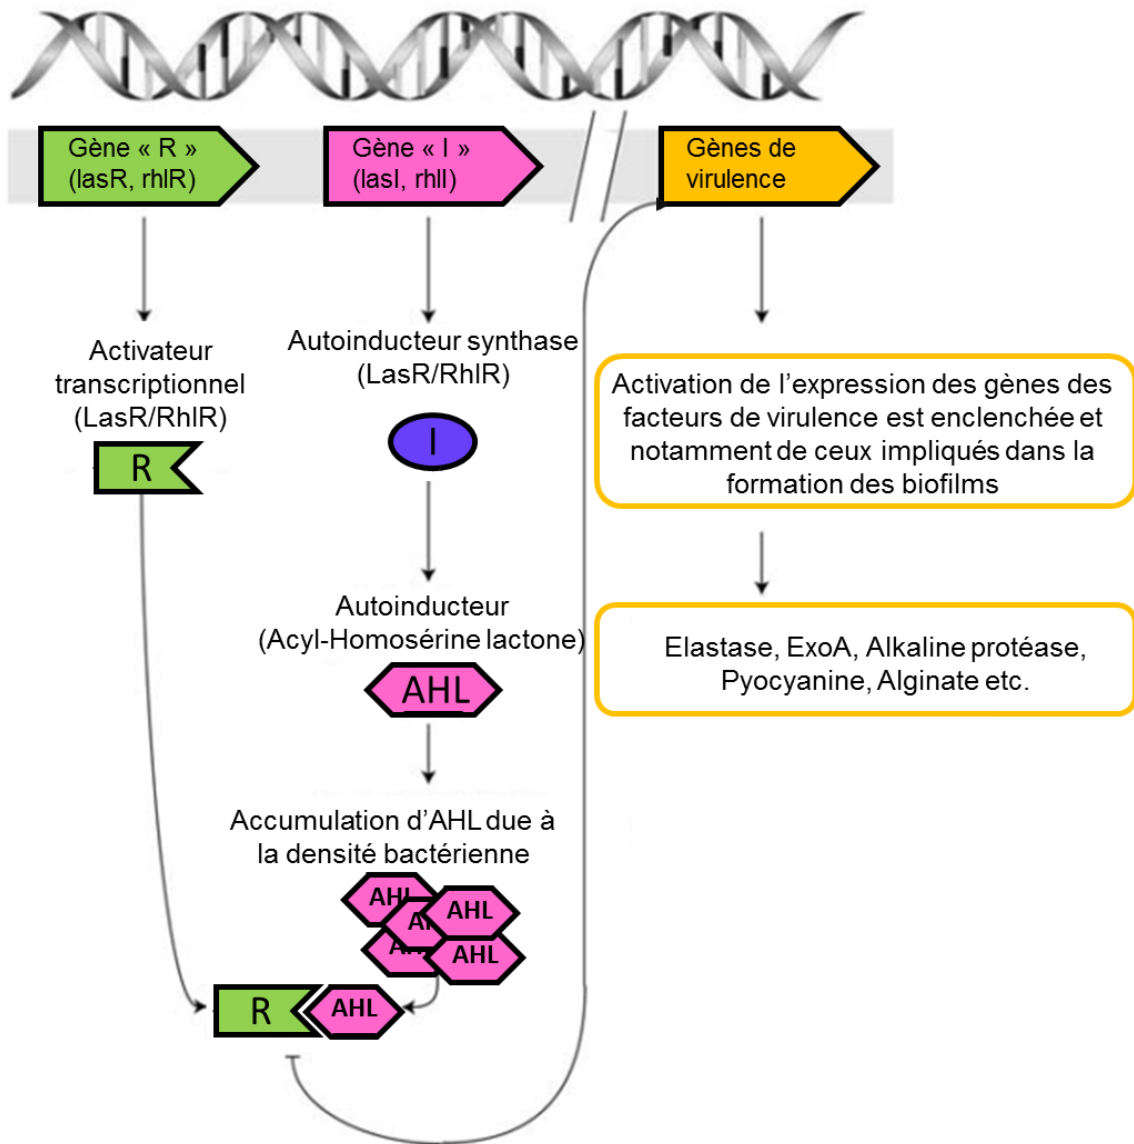 Gène « R »
(lasR, rhlR)
Gène « I »
(lasI, rhlI)
Gènes de
virulence
Activateur
transcriptionnel
(LasR/RhlR)
R
Autoinducteur synthase
(LasR/RhlR)
I
Autoinducteur
(Acyl-Homosérine lactone)
AHL
Accumulation d’AHL due à
la densité bactérienne
AHL
AHL
AHL
AHL
AHL
R
AHL
Activation de l’expression des gènes des
facteurs de virulence est enclenchée et
notamment de ceux impliqués dans la
formation des biofilms
Elastase, ExoA, Alkaline protéase,
Pyocyanine, Alginate etc.